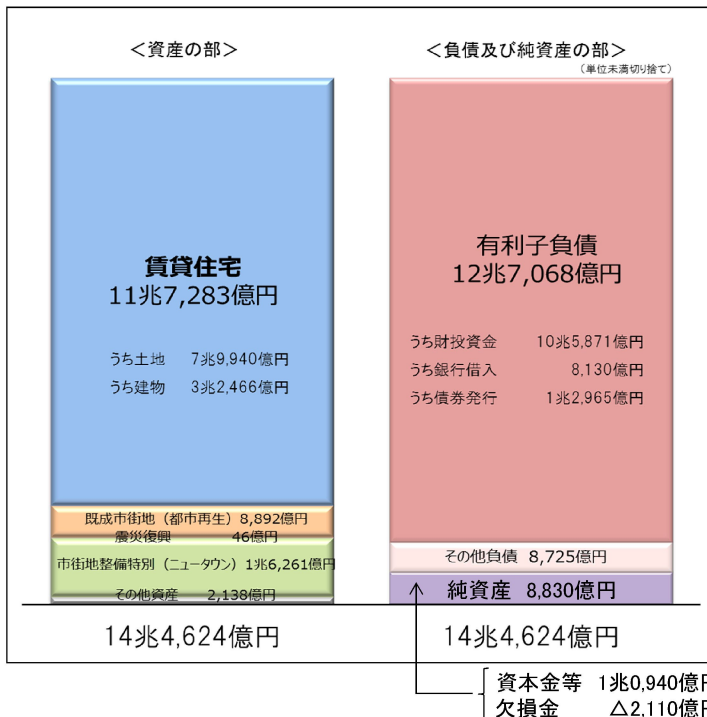 ＜資産の部＞
＜負債及び純資産の部＞
（単位未満切り捨て）
賃貸住宅
11兆7,283億円
うち土地 7兆9,940億円
うち建物 3兆2,466億円
既成市街地（都市再生）8,892億円
震災復興 46億円
市街地整備特別（ニュータウン）1兆6,261億円
その他資産 2,138億円
14兆4,624億円
有利子負債
12兆7,068億円
うち財投資金 10兆5,871億円
うち銀行借入 8,130億円
うち債券発行 1兆2,965億円
その他負債 8,725億円
純資産 8,830億円
14兆4,624億円
資本金等 1兆0,940億円
欠損金 △2,110億円